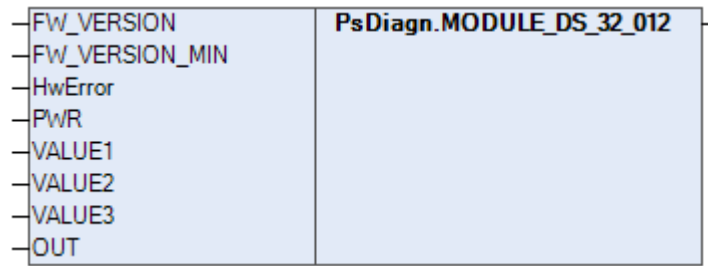 FW_VERSION PsDiagn.MODULE_DS_32_012
FW_VERSION_MIN
HwError
PWR
VALUE1
VALUE2
VALUE3
OUT